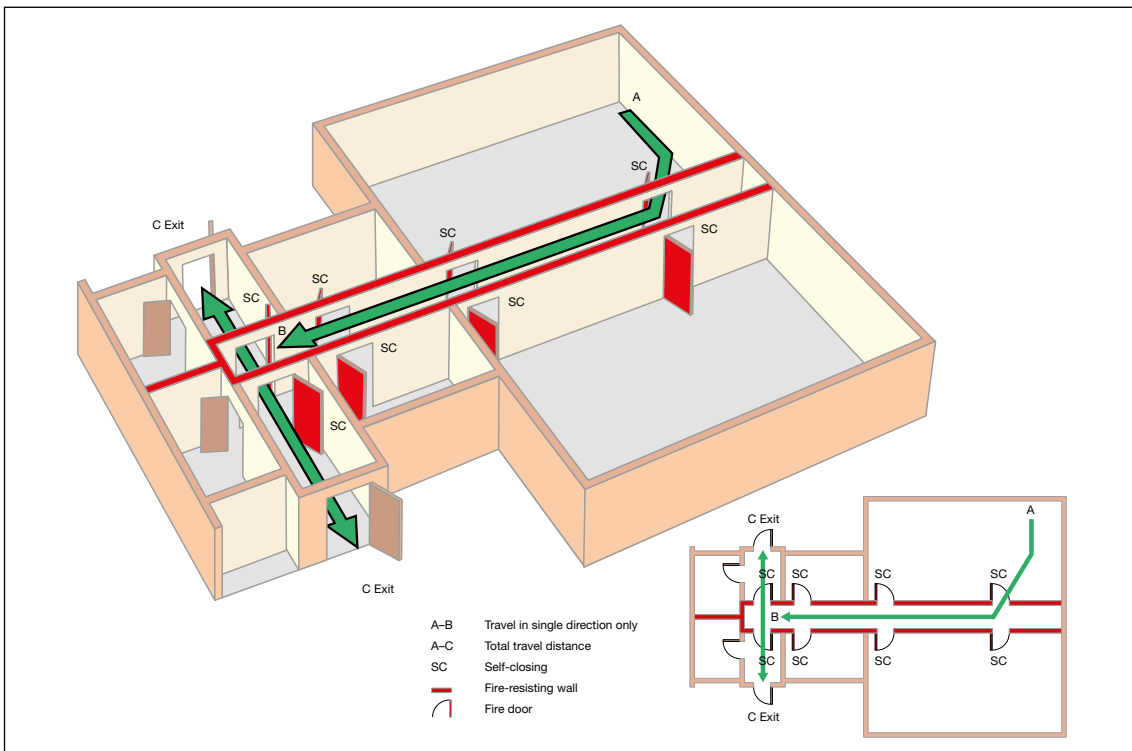 A
SC
C Exit
SC
SC
SC
SC
B
SC
SC
SC
C Exit
A–B Travel in single direction only
A–C Total travel distance
SC Self-closing
Fire-resisting wall
Fire door
A
C Exit
SC SC SC SC
B
SC SC SC SC
C Exit